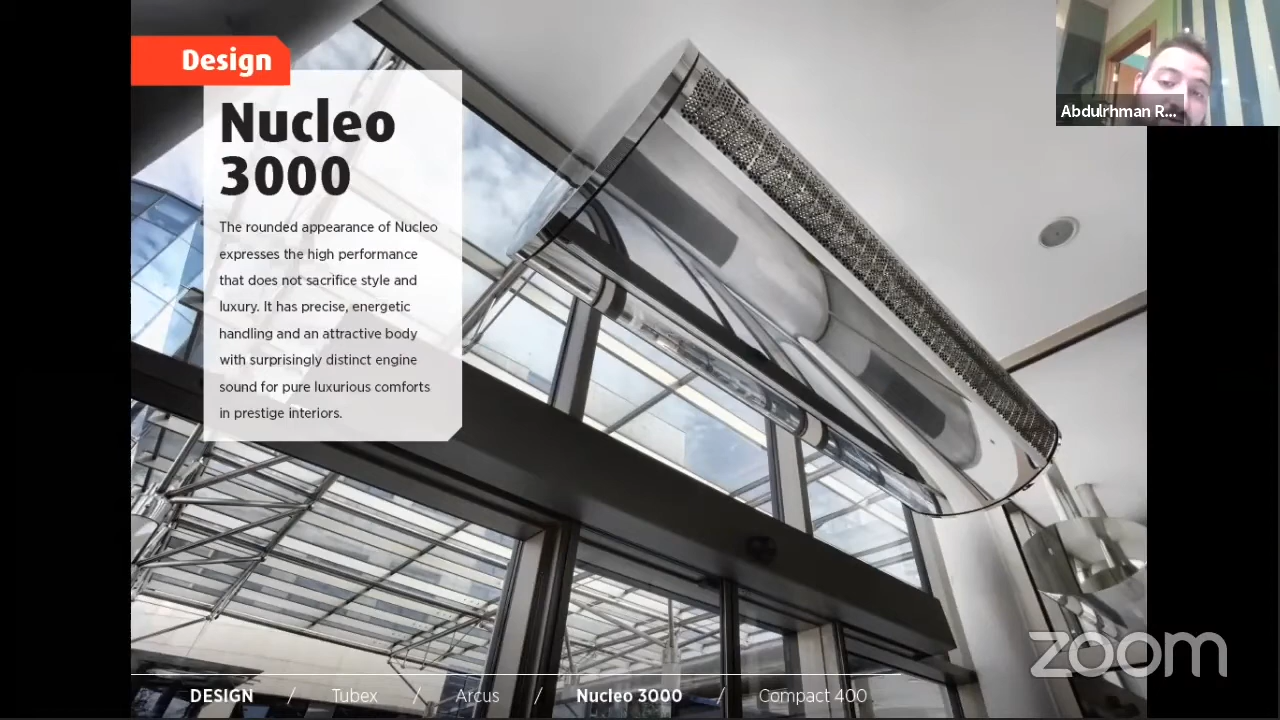 Design
Nucleo
3000
The rounded appearance of Nucleo
expresses the high performance
that does not sacrifice style and
luxury. It has precise, energetic
handling and an attractive body
with surprisingly distinct engine
sound for pure luxurious comforts
in prestige interiors.
Abdulrhman R...
zoom
DESIGN / Tubex / Arcus / Nucleo 3000 / Compact 400